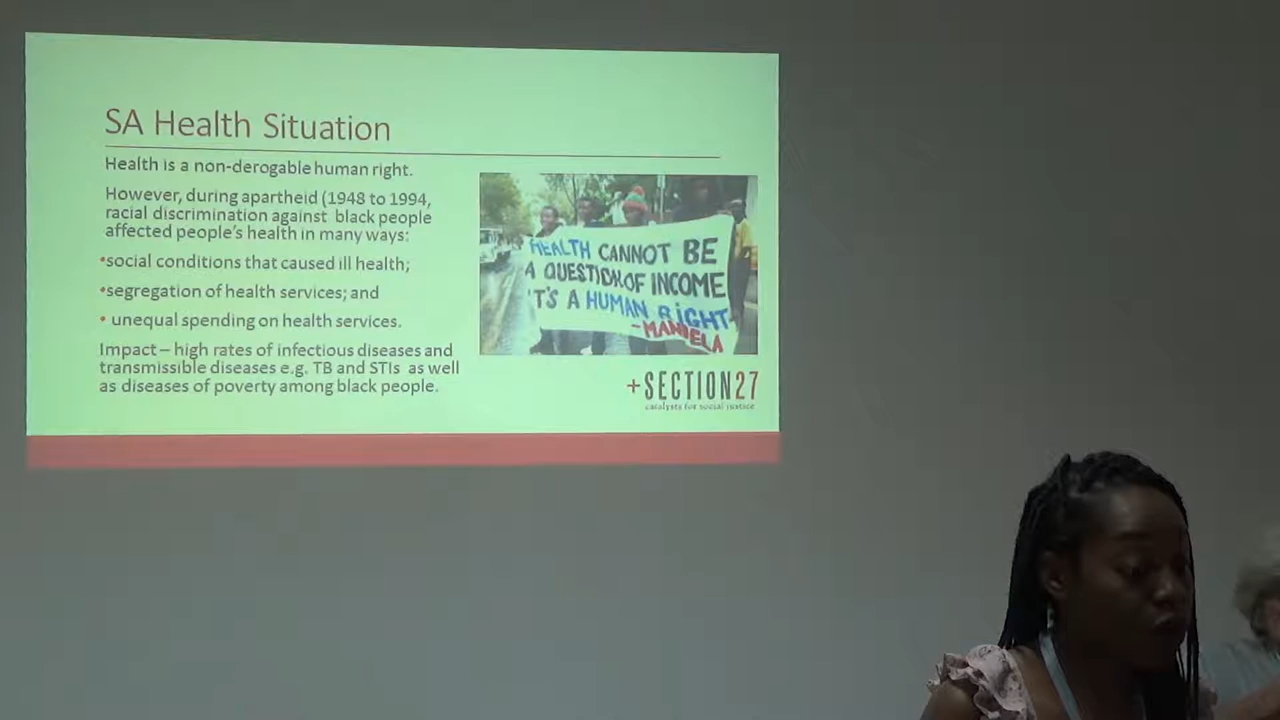 SA Health Situation
Health is a non-derogable human right.
However, during apartheid (1948 to 1994,
racial discrimination against black people
affected people's health in many ways:
•social conditions that caused ill health;
•segregation of health services; and
• unequal spending on health services.
Impact – high rates of infectious diseases and
transmissible diseases e.g. TB and STIs as well
as diseases of poverty among black people.
HEALTH CANNOT BE
A QUESTION OF INCOME
IT'S A HUMAN RIGHT
-MANDELA
+SECTION27
catalysts for social justice